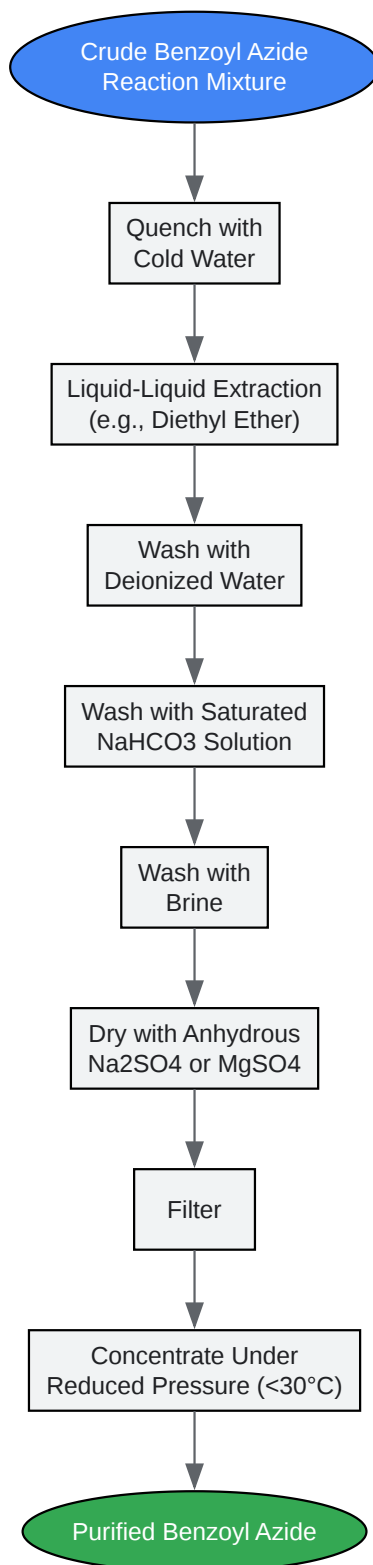 Crude Benzoyl Azide
Reaction Mixture
Quench with
Cold Water
Liquid-Liquid Extraction
(e.g., Diethyl Ether)
Wash with
Deionized Water
Wash with Saturated
NaHCO3 Solution
Wash with
Brine
Dry with Anhydrous
Na2SO4 or MgSO4
Filter
Concentrate Under
Reduced Pressure (<30°C)
Purified Benzoyl Azide